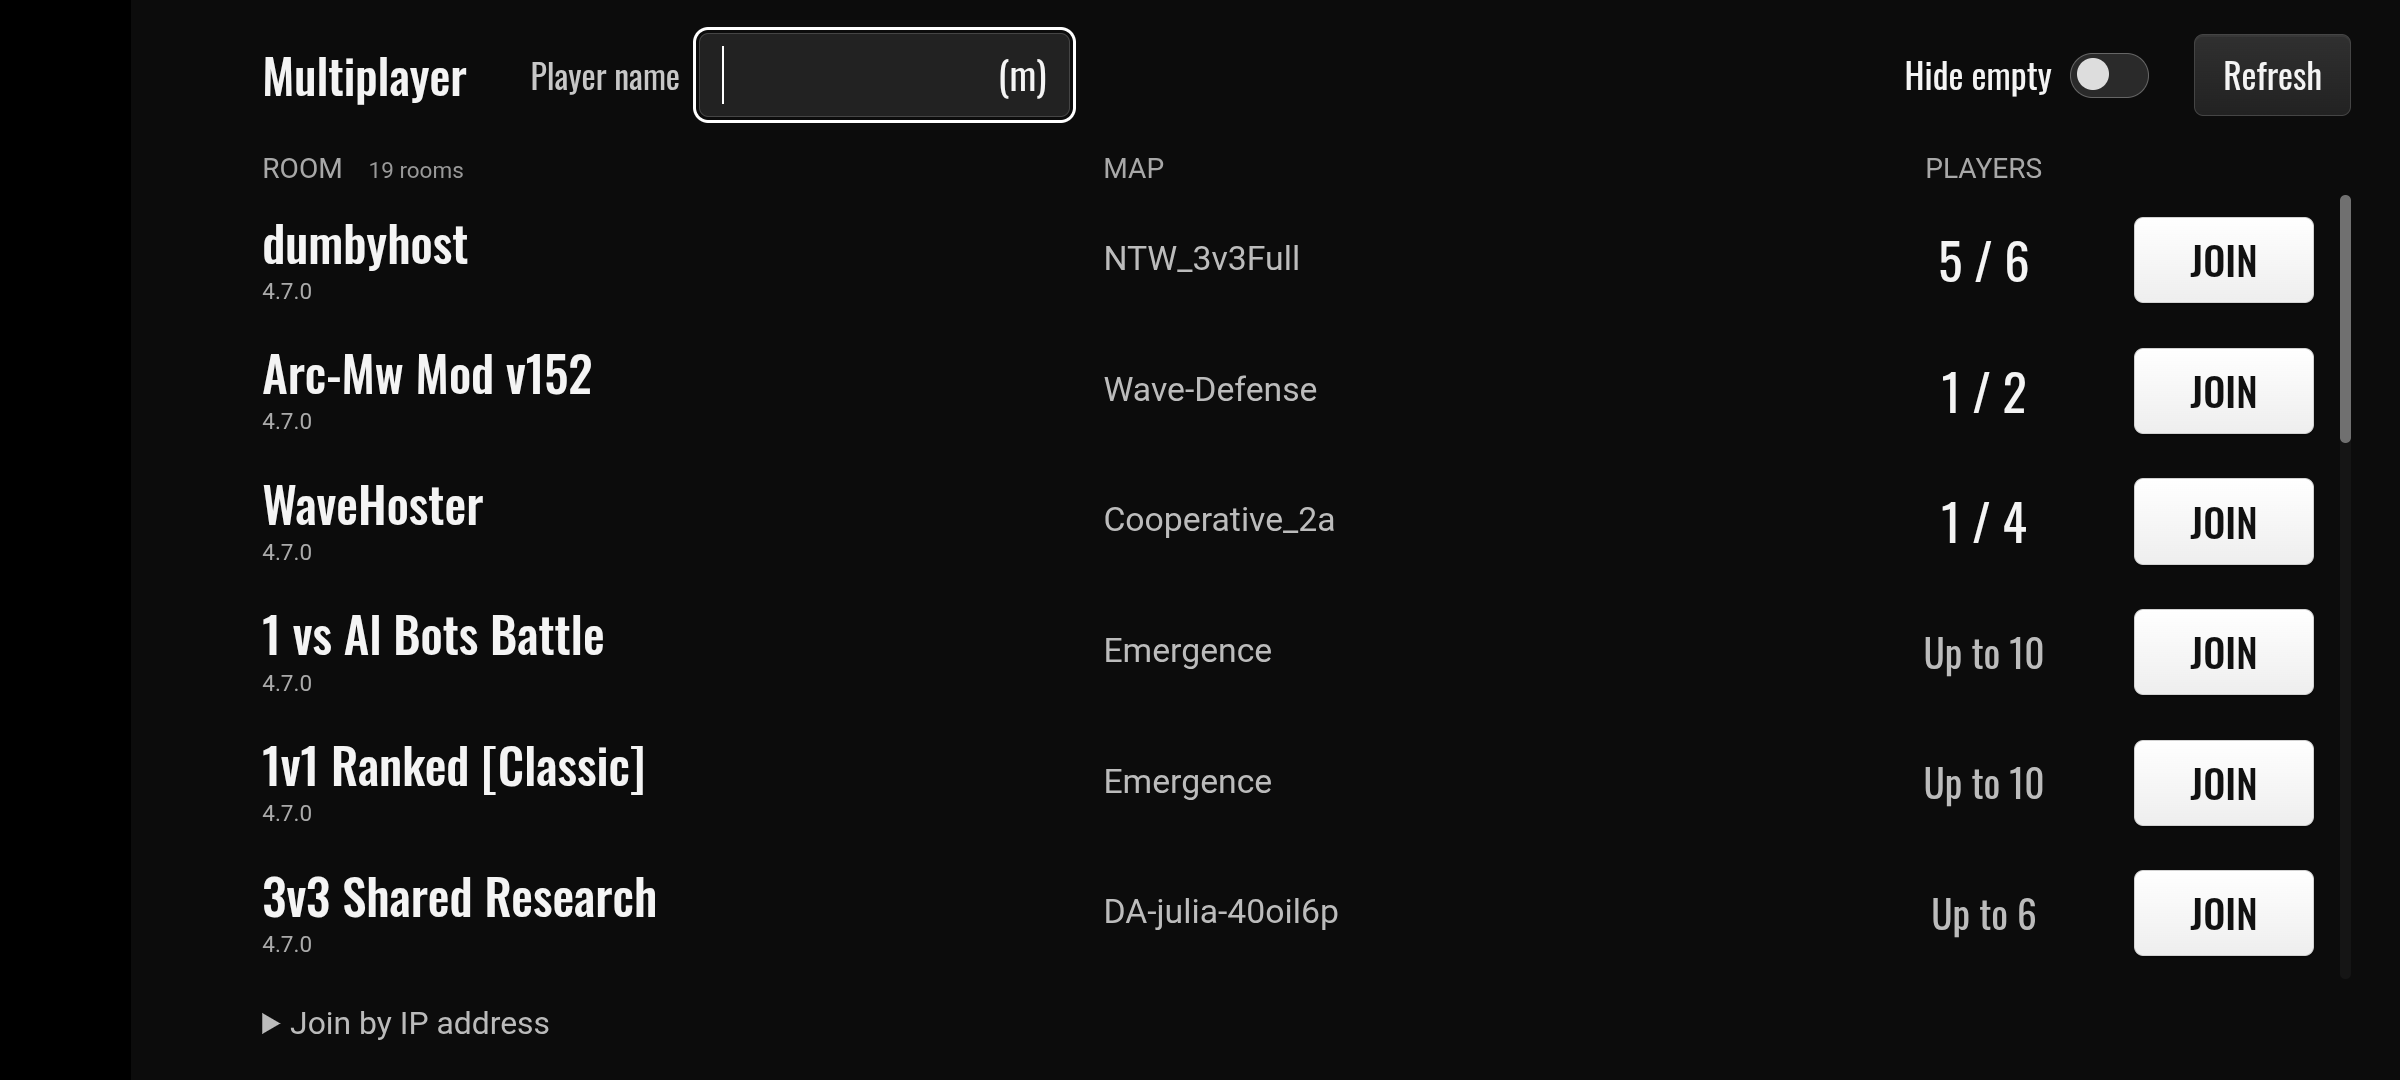 Multiplayer Player name (m) Hide empty Refresh
ROOM 19 rooms MAP PLAYERS
dumbyhost
4.7.0
NTW_3v3Full
5 / 6
JOIN
Arc-Mw Mod v152
4.7.0
Wave-Defense
1 / 2
JOIN
WaveHoster
4.7.0
Cooperative_2a
1 / 4
JOIN
1 vs AI Bots Battle
4.7.0
Emergence
Up to 10
JOIN
1v1 Ranked [Classic]
4.7.0
Emergence
Up to 10
JOIN
3v3 Shared Research
4.7.0
DA-julia-40oil6p
Up to 6
JOIN
Join by IP address